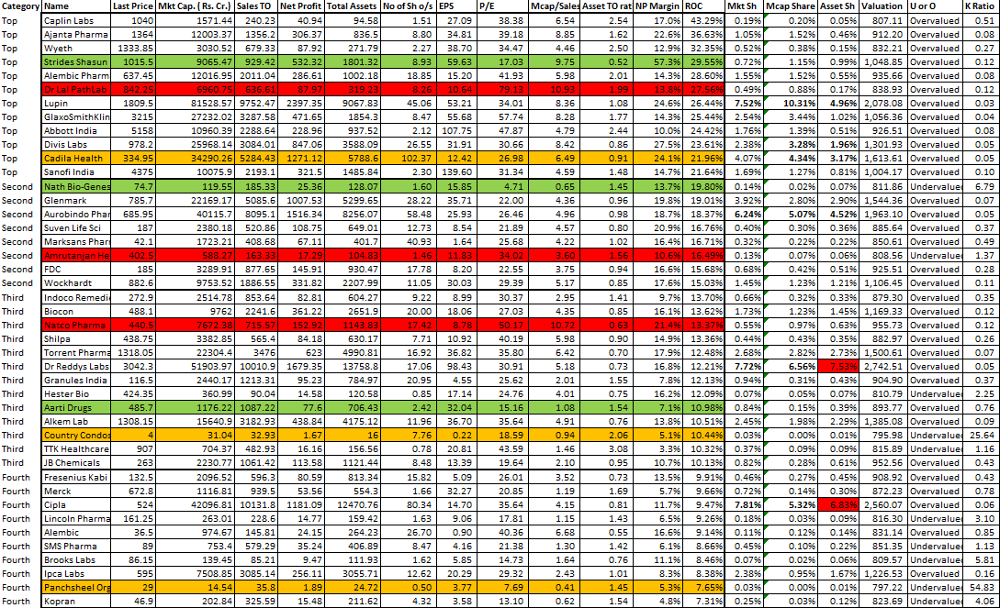 Category Name Last Price Mkt Cap. ( Rs. Cr.) Sales TO Net Profit Total Assets No of Sh o/s EPS P/E Mcap/Sales Asset TO rat NP Margin ROC Mkt Sh Mcap Share Asset Sh Valuation U or O K Ratio
Top Caplin Labs 1040 1571.44 240.23 40.94 94.58 1.51 27.09 38.38 6.54 2.54 17.0% 43.29% 0.19% 0.20% 0.05% 807.11 Overvalued 0.51
Top Ajanta Pharma 1364 12003.37 1356.2 306.37 836.5 8.80 34.81 39.18 8.85 1.62 22.6% 36.63% 1.05% 1.52% 0.46% 912.20 Overvalued 0.08
Top Wyeth 1333.85 3030.52 679.33 87.92 271.79 2.27 38.70 34.47 4.46 2.50 12.9% 32.35% 0.52% 0.38% 0.15% 832.21 Overvalued 0.27
Top Strides Shasun 1015.5 9065.47 929.42 532.32 1801.32 8.93 59.63 17.03 9.75 0.52 57.3% 29.55% 0.72% 1.15% 0.99% 1,048.85 Overvalued 0.12
Top Alembic Pharm 637.45 12016.95 2011.04 286.61 1002.18 18.85 15.20 41.93 5.98 2.01 14.3% 28.60% 1.55% 1.52% 0.55% 935.66 Overvalued 0.08
Top Dr Lal PathLab 842.25 6960.75 636.61 87.97 319.23 8.26 10.64 79.13 10.93 1.99 13.8% 27.56% 0.49% 0.88% 0.17% 838.93 Overvalued 0.12
Top Lupin 1809.5 81528.57 9752.47 2397.35 9067.83 45.06 53.21 34.01 8.36 1.08 24.6% 26.44% 7.52% 10.31% 4.96% 2,078.08 Overvalued 0.03
Top GlaxoSmithKlin 3215 27232.02 3287.58 471.65 1854.3 8.47 55.68 57.74 8.28 1.77 14.3% 25.44% 2.54% 3.44% 1.02% 1,056.36 Overvalued 0.04
Top Abbott India 5158 10960.39 2288.64 228.96 937.52 2.12 107.75 47.87 4.79 2.44 10.0% 24.42% 1.76% 1.39% 0.51% 926.51 Overvalued 0.08
Top Divis Labs 978.2 25968.14 3084.01 847.06 3588.09 26.55 31.91 30.66 8.42 0.86 27.5% 23.61% 2.38% 3.28% 1.96% 1,301.93 Overvalued 0.05
Top Cadila Health 334.95 34290.26 5284.43 1271.12 5788.6 102.37 12.42 26.98 6.49 0.91 24.1% 21.96% 4.07% 4.34% 3.17% 1,613.61 Overvalued 0.05
Top Sanofi India 4375 10075.9 2193.1 321.5 1485.84 2.30 139.60 31.34 4.59 1.48 14.7% 21.64% 1.69% 1.27% 0.81% 1,004.17 Overvalued 0.10
Second Nath Bio-Genes 74.7 119.55 185.33 25.36 128.07 1.60 15.85 4.71 0.65 1.45 13.7% 19.80% 0.14% 0.02% 0.07% 811.86 Undervalued 6.79
Second Glenmark 785.7 22169.17 5085.6 1007.53 5299.65 28.22 35.71 22.00 4.36 0.96 19.8% 19.01% 3.92% 2.80% 2.90% 1,544.36 Overvalued 0.07
Second Aurobindo Phar 685.95 40115.7 8095.1 1516.34 8256.07 58.48 25.93 26.46 4.96 0.98 18.7% 18.37% 6.24% 5.07% 4.52% 1,963.10 Overvalued 0.05
Second Suven Life Sci 187 2380.18 520.86 108.75 649.01 12.73 8.54 21.89 4.57 0.80 20.9% 16.76% 0.40% 0.30% 0.36% 885.64 Overvalued 0.37
Second Marksans Phar 42.1 1723.21 408.68 67.11 401.7 40.93 1.64 25.68 4.22 1.02 16.4% 16.71% 0.32% 0.22% 0.22% 850.61 Overvalued 0.49
Second Amrutanjan He 402.5 588.27 163.33 17.29 104.83 1.46 11.83 34.02 3.60 1.56 10.6% 16.49% 0.13% 0.07% 0.06% 808.56 Undervalued 1.37
Second FDC 185 3289.91 877.65 145.91 930.47 17.78 8.20 22.55 3.75 0.94 16.6% 15.68% 0.68% 0.42% 0.51% 925.51 Overvalued 0.28
Second Wockhardt 882.6 9753.52 1886.55 331.82 2207.99 11.05 30.03 29.39 5.17 0.85 17.6% 15.03% 1.45% 1.23% 1.21% 1,106.45 Overvalued 0.11
Third Indoco Remedie 272.9 2514.78 853.64 82.81 604.27 9.22 8.99 30.37 2.95 1.41 9.7% 13.70% 0.66% 0.32% 0.33% 879.30 Overvalued 0.35
Third Biocon 488.1 9762 2241.6 361.22 2651.9 20.00 18.06 27.03 4.35 0.85 16.1% 13.62% 1.73% 1.23% 1.45% 1,169.33 Overvalued 0.12
Third Natco Pharma 440.5 7672.38 715.57 152.92 1143.83 17.42 8.78 50.17 10.72 0.63 21.4% 13.37% 0.55% 0.97% 0.63% 955.73 Overvalued 0.12
Third Shilpa 438.75 3382.85 565.4 84.18 630.17 7.71 10.92 40.19 5.98 0.90 14.9% 13.36% 0.44% 0.43% 0.35% 882.97 Overvalued 0.26
Third Torrent Pharma 1318.05 22304.4 3476 623 4990.81 16.92 36.82 35.80 6.42 0.70 17.9% 12.48% 2.68% 2.82% 2.73% 1,500.61 Overvalued 0.07
Third Dr Reddys Labs 3042.3 51903.97 10010.9 1679.35 13758.8 17.06 98.43 30.91 5.18 0.73 16.8% 12.21% 7.72% 6.56% 7.53% 2,742.51 Overvalued 0.05
Third Granules India 116.5 2440.17 1213.31 95.23 784.97 20.95 4.55 25.62 2.01 1.55 7.8% 12.13% 0.94% 0.31% 0.43% 904.90 Overvalued 0.37
Third Hester Bio 424.35 360.99 90.04 14.58 120.58 0.85 17.14 24.76 4.01 0.75 16.2% 12.09% 0.07% 0.05% 0.07% 810.79 Undervalued 2.25
Third Aarti Drugs 485.7 1176.22 1087.22 77.6 706.43 2.42 32.04 15.16 1.08 1.54 7.1% 10.98% 0.84% 0.15% 0.39% 893.77 Overvalued 0.76
Third Alkem Lab 1308.15 15640.9 3182.93 438.84 4175.12 11.96 36.70 35.64 4.91 0.76 13.8% 10.51% 2.45% 1.98% 2.29% 1,385.08 Overvalued 0.09
Third Country Condos 4 31.04 32.93 1.67 16 7.76 0.22 18.59 0.94 2.06 5.1% 10.44% 0.03% 0.00% 0.01% 795.98 Undervalued 25.64
Third TTK Healthcare 907 704.37 482.93 16.16 156.56 0.78 20.81 43.59 1.46 3.08 3.3% 10.32% 0.37% 0.09% 0.09% 815.89 Undervalued 1.16
Third JB Chemicals 263 2230.77 1061.42 113.58 1121.44 8.48 13.39 19.64 2.10 0.95 10.7% 10.13% 0.82% 0.28% 0.61% 952.56 Overvalued 0.43
Fourth Fresenius Kabi 132.5 2096.52 596.3 80.59 813.34 15.82 5.09 26.01 3.52 0.73 13.5% 9.91% 0.46% 0.27% 0.45% 908.92 Overvalued 0.43
Fourth Merck 672.8 1116.81 939.5 53.56 554.3 1.66 32.27 20.85 1.19 1.69 5.7% 9.66% 0.72% 0.14% 0.30% 872.23 Overvalued 0.78
Fourth Cipla 524 42096.81 10131.8 1181.09 12470.76 80.34 14.70 35.64 4.15 0.81 11.7% 9.47% 7.81% 5.32% 6.83% 2,560.07 Overvalued 0.06
Fourth Lincoln Pharma 161.25 263.01 228.6 14.77 159.42 1.63 9.06 17.81 1.15 1.43 6.5% 9.26% 0.18% 0.03% 0.09% 816.30 Undervalued 3.10
Fourth Alembic 36.5 974.67 145.81 24.15 264.23 26.70 0.90 40.36 6.68 0.55 16.6% 9.14% 0.11% 0.12% 0.14% 831.14 Overvalued 0.85
Fourth SMS Pharma 89 753.4 579.29 35.24 406.89 8.47 4.16 21.38 1.30 1.42 6.1% 8.66% 0.45% 0.10% 0.22% 851.35 Undervalued 1.13
Fourth Brooks Labs 86.15 139.45 85.21 9.47 111.93 1.62 5.85 14.73 1.64 0.76 11.1% 8.46% 0.07% 0.02% 0.06% 809.57 Undervalued 5.81
Fourth Ipca Labs 595 7508.85 3085.14 256.11 3055.71 12.62 20.29 29.32 2.43 1.01 8.3% 8.38% 2.38% 0.95% 1.67% 1,226.53 Overvalued 0.16
Fourth Panchsheel Org 29 14.54 35.8 1.89 24.72 0.50 3.77 7.69 0.41 1.45 5.3% 7.65% 0.03% 0.00% 0.01% 797.22 Undervalued 54.83
Fourth Kopran 46.9 202.84 325.59 15.48 211.62 4.32 3.58 13.10 0.62 1.54 4.8% 7.31% 0.25% 0.03% 0.12% 823.69 Undervalued 4.06